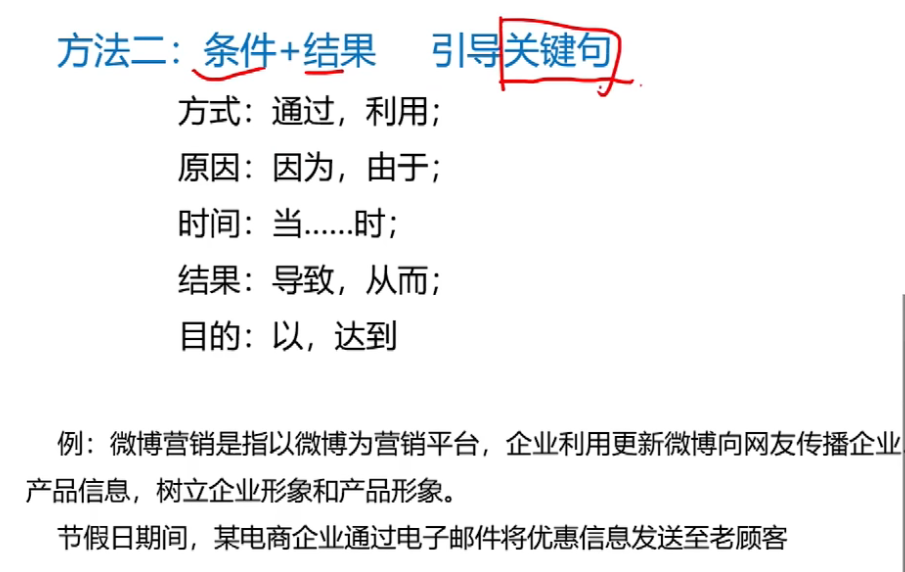 方法二：条件+结果 引导关键句
方式：通过，利用；
原因：因为，由于；
时间：当……时；
结果：导致，从而；
目的：以，达到
例：微博营销是指以微博为营销平台，企业利用更新微博向网友传播企业
产品信息，树立企业形象和产品形象。
节假日期间，某电商企业通过电子邮件将优惠信息发送至老顾客